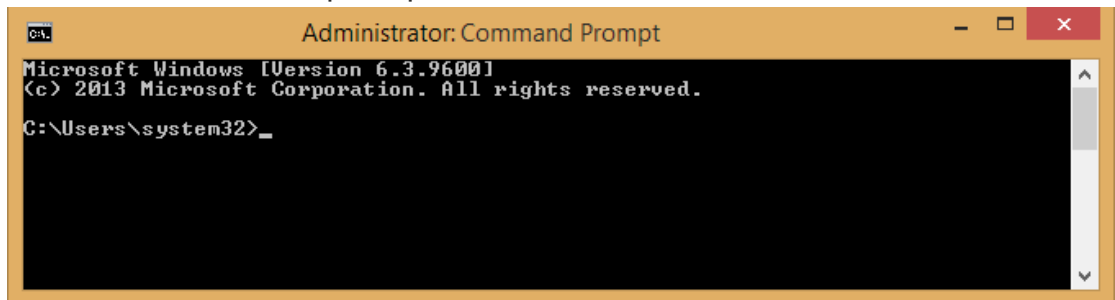 Administrator: Command Prompt
Microsoft Windows [Version 6.3.9600]
(c) 2013 Microsoft Corporation. All rights reserved.
C:\Users\system32>_